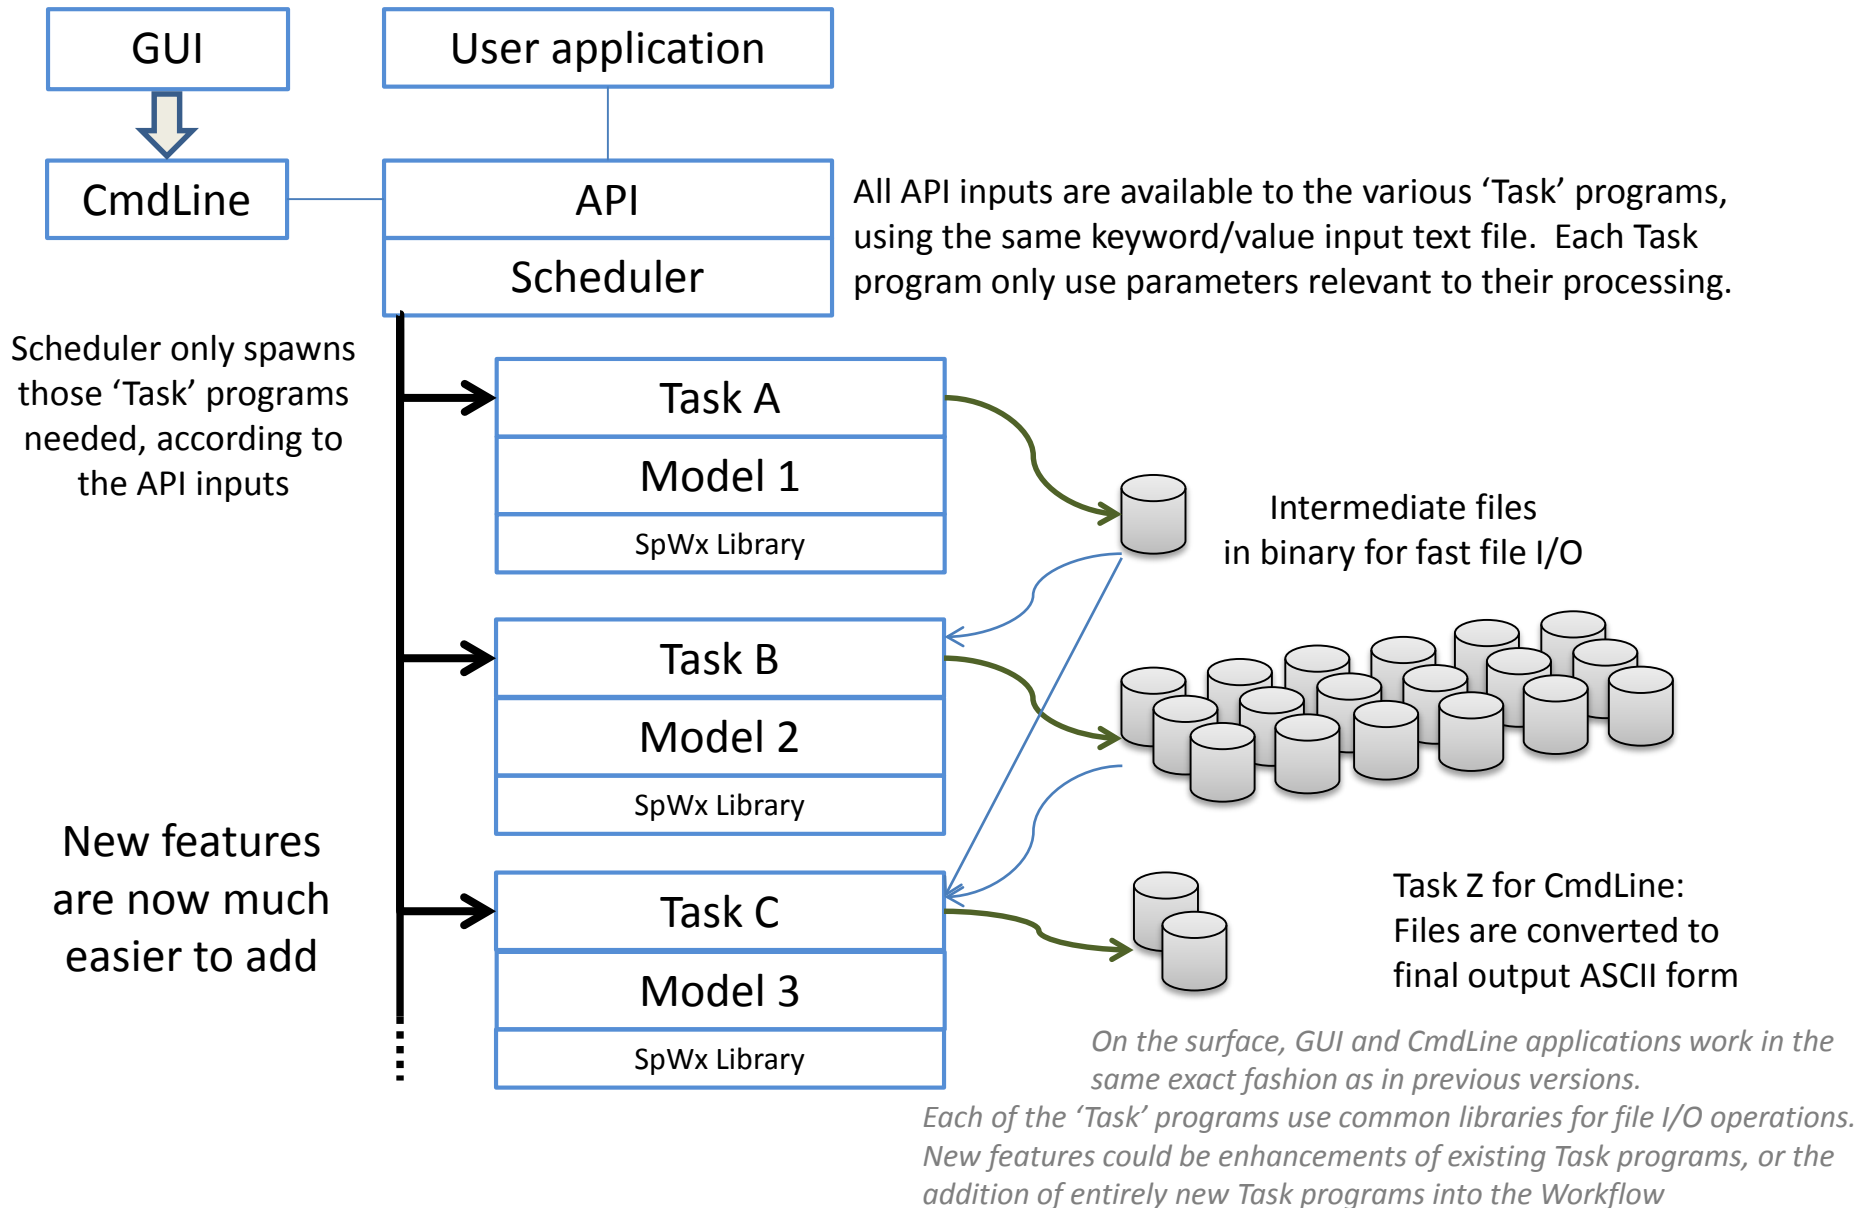 GUI
User application
CmdLine
API
Scheduler
All API inputs are available to the various ‘Task’ programs,
using the same keyword/value input text file.  Each Task
program only use parameters relevant to their processing.
Scheduler only spawns
those ‘Task’ programs
needed, according to
the API inputs
Task A
Model 1
SpWx Library
Intermediate files
in binary for fast file I/O
Task B
Model 2
SpWx Library
New features
are now much
easier to add
Task C
Model 3
SpWx Library
Task Z for CmdLine:
Files are converted to
final output ASCII form
On the surface, GUI and CmdLine applications work in the
same exact fashion as in previous versions.
Each of the ‘Task’ programs use common libraries for file I/O operations.
New features could be enhancements of existing Task programs, or the
addition of entirely new Task programs into the Workflow